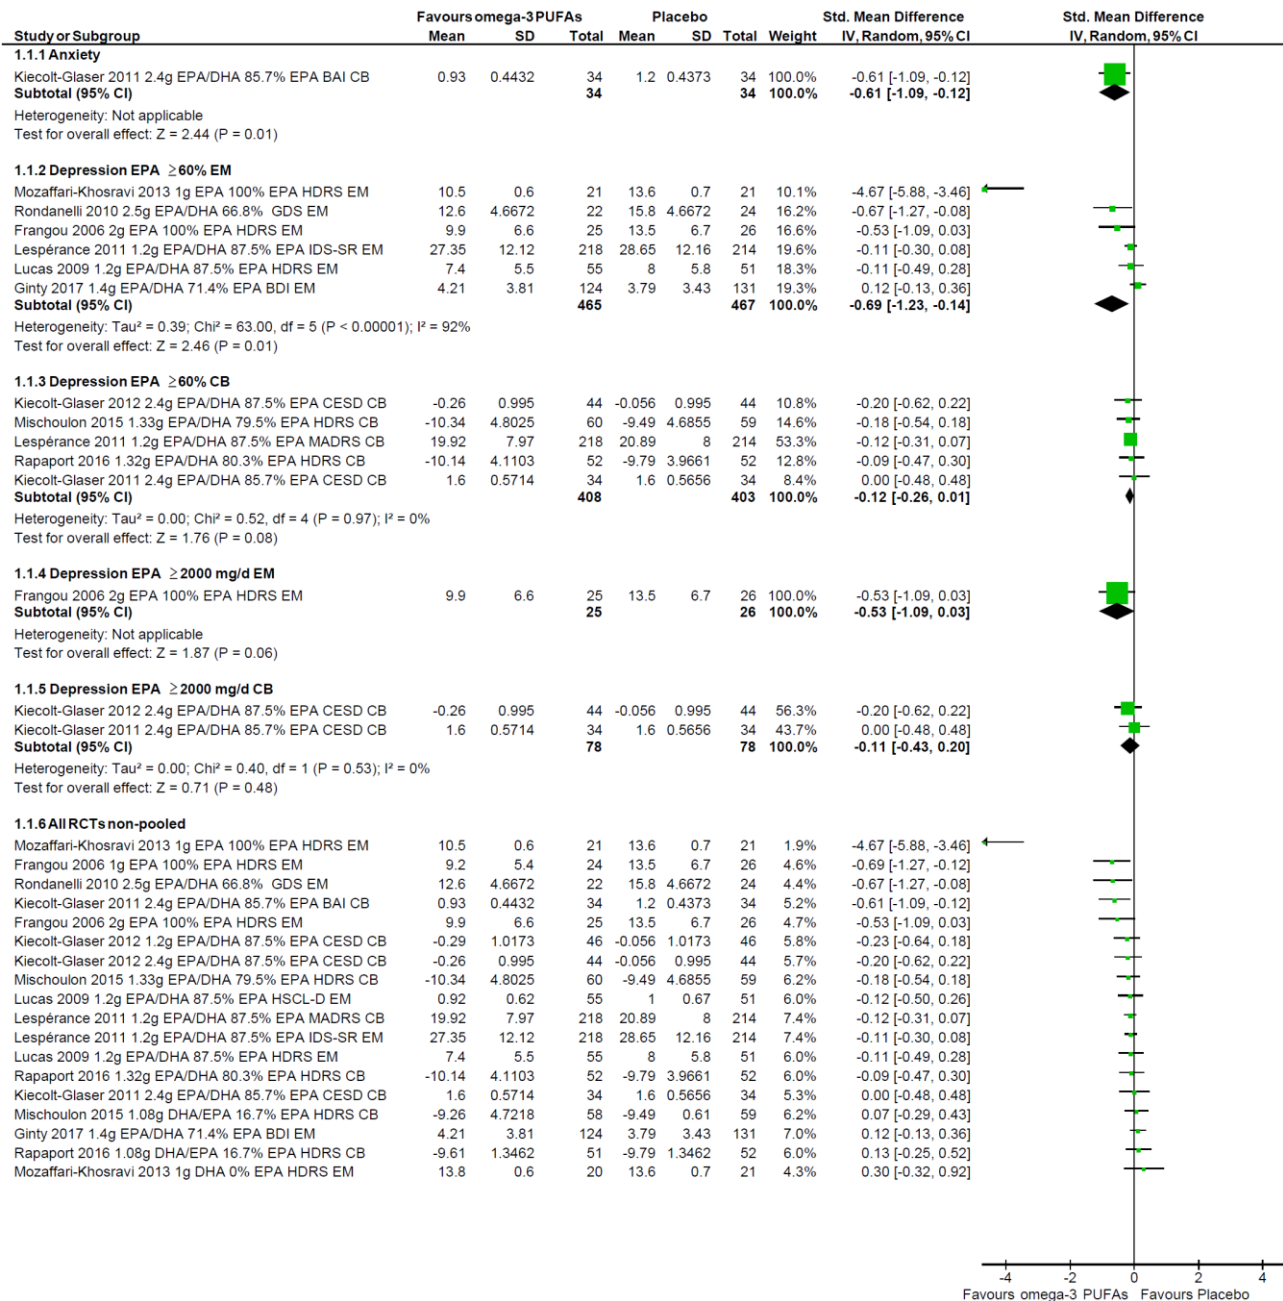 Favours omega-3 PUFAs Placebo Std. Mean Difference Std. Mean Difference
Study or Subgroup Mean SD Total Mean SD Total Weight IV, Random, 95% CI IV, Random, 95% CI
1.1.1 Anxiety
Kiecolt-Glaser 2011 2.4g EPA/DHA 85.7% EPA BAI CB 0.93 0.4432 34 1.2 0.4373 34 100.0% -0.61 [-1.09, -0.12]
Subtotal (95% CI) 34 34 100.0% -0.61 [-1.09, -0.12]
Heterogeneity: Not applicable
Test for overall effect: Z = 2.44 (P = 0.01)
1.1.2 Depression EPA ≥60% EM
Mozaffari-Khosravi 2013 1g EPA 100% EPA HDRS EM 10.5 0.6 21 13.6 0.7 21 10.1% -4.67 [-5.88, -3.46]
Rondanelli 2010 2.5g EPA/DHA 66.8% GDS EM 12.6 4.6672 22 15.8 4.6672 24 16.2% -0.67 [-1.27, -0.08]
Frangou 2006 2g EPA 100% EPA HDRS EM 9.9 6.6 25 13.5 6.7 26 16.6% -0.53 [-1.09, 0.03]
Lespérance 2011 1.2g EPA/DHA 87.5% EPA IDS-SR EM 27.35 12.12 218 28.65 12.16 214 19.6% -0.11 [-0.30, 0.08]
Lucas 2009 1.2g EPA/DHA 87.5% EPA HDRS EM 7.4 5.5 55 8 5.8 51 18.3% -0.11 [-0.49, 0.28]
Ginty 2017 1.4g EPA/DHA 71.4% EPA BDI EM 4.21 3.81 124 3.79 3.43 131 19.3% 0.12 [-0.13, 0.36]
Subtotal (95% CI) 465 467 100.0% -0.69 [-1.23, -0.14]
Heterogeneity: Tau² = 0.39; Chi² = 63.00, df = 5 (P < 0.00001); I² = 92%
Test for overall effect: Z = 2.46 (P = 0.01)
1.1.3 Depression EPA ≥60% CB
Kiecolt-Glaser 2012 2.4g EPA/DHA 87.5% EPA CESD CB -0.26 0.995 44 -0.056 0.995 44 10.8% -0.20 [-0.62, 0.22]
Mischoulon 2015 1.33g EPA/DHA 79.5% EPA HDRS CB -10.34 4.8025 60 -9.49 4.6855 59 14.6% -0.18 [-0.54, 0.18]
Lespérance 2011 1.2g EPA/DHA 87.5% EPA MADRS CB 19.92 7.97 218 20.89 8 214 53.3% -0.12 [-0.31, 0.07]
Rapaport 2016 1.32g EPA/DHA 80.3% EPA HDRS CB -10.14 4.1103 52 -9.79 3.9661 52 12.8% -0.09 [-0.47, 0.30]
Kiecolt-Glaser 2011 2.4g EPA/DHA 85.7% EPA CESD CB 1.6 0.5714 34 1.6 0.5656 34 8.4% 0.00 [-0.48, 0.48]
Subtotal (95% CI) 408 403 100.0% -0.12 [-0.26, 0.01]
Heterogeneity: Tau² = 0.00; Chi² = 0.52, df = 4 (P = 0.97); I² = 0%
Test for overall effect: Z = 1.76 (P = 0.08)
1.1.4 Depression EPA ≥2000 mg/d EM
Frangou 2006 2g EPA 100% EPA HDRS EM 9.9 6.6 25 13.5 6.7 26 100.0% -0.53 [-1.09, 0.03]
Subtotal (95% CI) 25 26 100.0% -0.53 [-1.09, 0.03]
Heterogeneity: Not applicable
Test for overall effect: Z = 1.87 (P = 0.06)
1.1.5 Depression EPA ≥2000 mg/d CB
Kiecolt-Glaser 2012 2.4g EPA/DHA 87.5% EPA CESD CB -0.26 0.995 44 -0.056 0.995 44 56.3% -0.20 [-0.62, 0.22]
Kiecolt-Glaser 2011 2.4g EPA/DHA 85.7% EPA CESD CB 1.6 0.5714 34 1.6 0.5656 34 43.7% 0.00 [-0.48, 0.48]
Subtotal (95% CI) 78 78 100.0% -0.11 [-0.43, 0.20]
Heterogeneity: Tau² = 0.00; Chi² = 0.40, df = 1 (P = 0.53); I² = 0%
Test for overall effect: Z = 0.71 (P = 0.48)
1.1.6 All RCTs non-pooled
Mozaffari-Khosravi 2013 1g EPA 100% EPA HDRS EM 10.5 0.6 21 13.6 0.7 21 1.9% -4.67 [-5.88, -3.46]
Frangou 2006 1g EPA 100% EPA HDRS EM 9.2 5.4 24 13.5 6.7 26 4.6% -0.69 [-1.27, -0.12]
Rondanelli 2010 2.5g EPA/DHA 66.8% GDS EM 12.6 4.6672 22 15.8 4.6672 24 4.4% -0.67 [-1.27, -0.08]
Kiecolt-Glaser 2011 2.4g EPA/DHA 85.7% EPA BAI CB 0.93 0.4432 34 1.2 0.4373 34 5.2% -0.61 [-1.09, -0.12]
Frangou 2006 2g EPA 100% EPA HDRS EM 9.9 6.6 25 13.5 6.7 26 4.7% -0.53 [-1.09, 0.03]
Kiecolt-Glaser 2012 1.2g EPA/DHA 87.5% EPA CESD CB -0.29 1.0173 46 -0.056 1.0173 46 5.8% -0.23 [-0.64, 0.18]
Kiecolt-Glaser 2012 2.4g EPA/DHA 87.5% EPA CESD CB -0.26 0.995 44 -0.056 0.995 44 5.7% -0.20 [-0.62, 0.22]
Mischoulon 2015 1.33g EPA/DHA 79.5% EPA HDRS CB -10.34 4.8025 60 -9.49 4.6855 59 6.2% -0.18 [-0.54, 0.18]
Lucas 2009 1.2g EPA/DHA 87.5% EPA HSCL-D EM 0.92 0.62 55 1 0.67 51 6.0% -0.12 [-0.50, 0.26]
Lespérance 2011 1.2g EPA/DHA 87.5% EPA MADRS CB 19.92 7.97 218 20.89 8 214 7.4% -0.12 [-0.31, 0.07]
Lespérance 2011 1.2g EPA/DHA 87.5% EPA IDS-SR EM 27.35 12.12 218 28.65 12.16 214 7.4% -0.11 [-0.30, 0.08]
Lucas 2009 1.2g EPA/DHA 87.5% EPA HDRS EM 7.4 5.5 55 8 5.8 51 6.0% -0.11 [-0.49, 0.28]
Rapaport 2016 1.32g EPA/DHA 80.3% EPA HDRS CB -10.14 4.1103 52 -9.79 3.9661 52 6.0% -0.09 [-0.47, 0.30]
Kiecolt-Glaser 2011 2.4g EPA/DHA 85.7% EPA CESD CB 1.6 0.5714 34 1.6 0.5656 34 5.3% 0.00 [-0.48, 0.48]
Mischoulon 2015 1.08g DHA/EPA 16.7% EPA HDRS CB -9.26 4.7218 58 -9.49 0.61 59 6.2% 0.07 [-0.29, 0.43]
Ginty 2017 1.4g EPA/DHA 71.4% EPA BDI EM 4.21 3.81 124 3.79 3.43 131 7.0% 0.12 [-0.13, 0.36]
Rapaport 2016 1.08g DHA/EPA 16.7% EPA HDRS CB -9.61 1.3462 51 -9.79 1.3462 52 6.0% 0.13 [-0.25, 0.52]
Mozaffari-Khosravi 2013 1g DHA 0% EPA HDRS EM 13.8 0.6 20 13.6 0.7 21 4.3% 0.30 [-0.32, 0.92]
-4 -2 0 2 4
Favours omega-3 PUFAs Favours Placebo